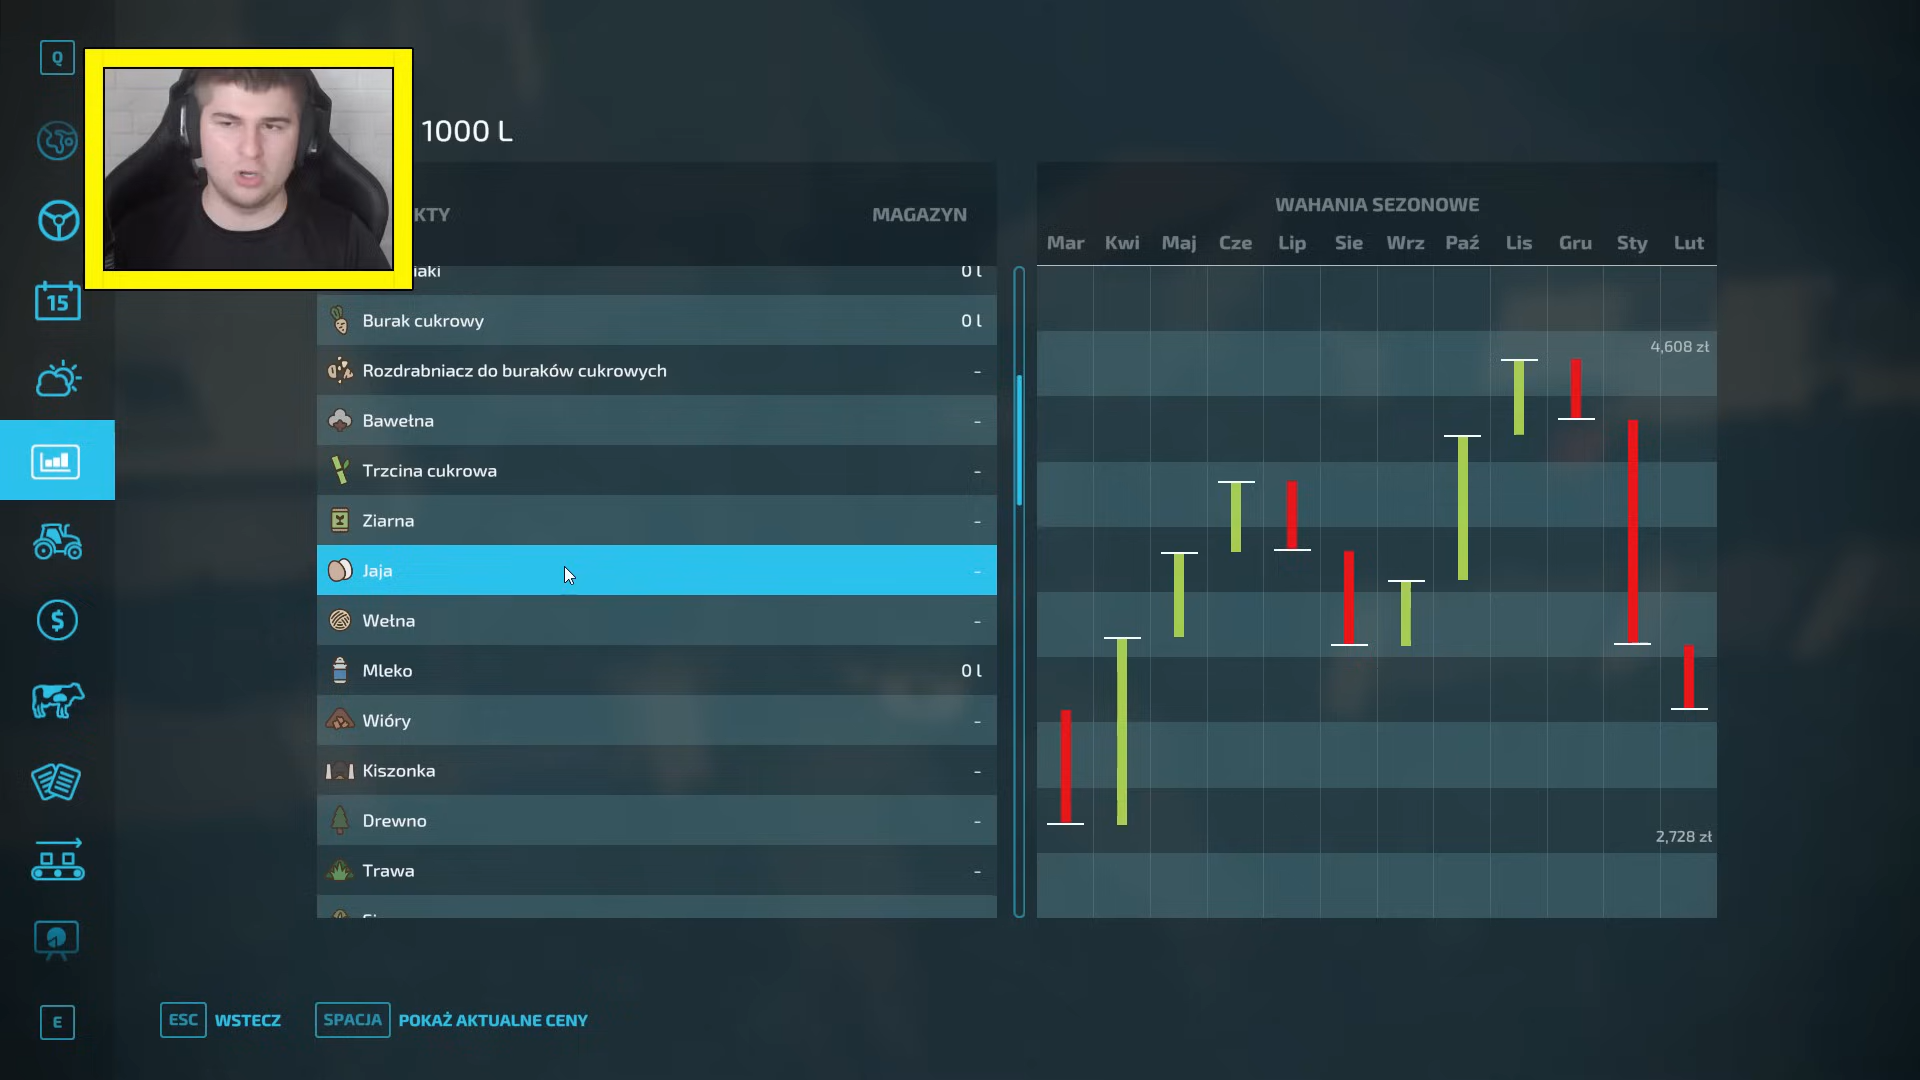 Q
1000 L
KTY
MAGAZYN
iaki
0 l
Burak cukrowy
0 l
Rozdrabniacz do buraków cukrowych
-
Bawełna
-
Trzcina cukrowa
-
Ziarna
-
Jaja
-
Wełna
-
Mleko
0 l
Wióry
-
Kiszonka
-
Drewno
-
Trawa
-
WAHANIA SEZONOWE
Mar Kwi Maj Cze Lip Sie Wrz Paź Lis Gru Sty Lut
4,608 zł
2,728 zł
15
$
E
ESC WSTECZ SPACJA POKAŻ AKTUALNE CENY